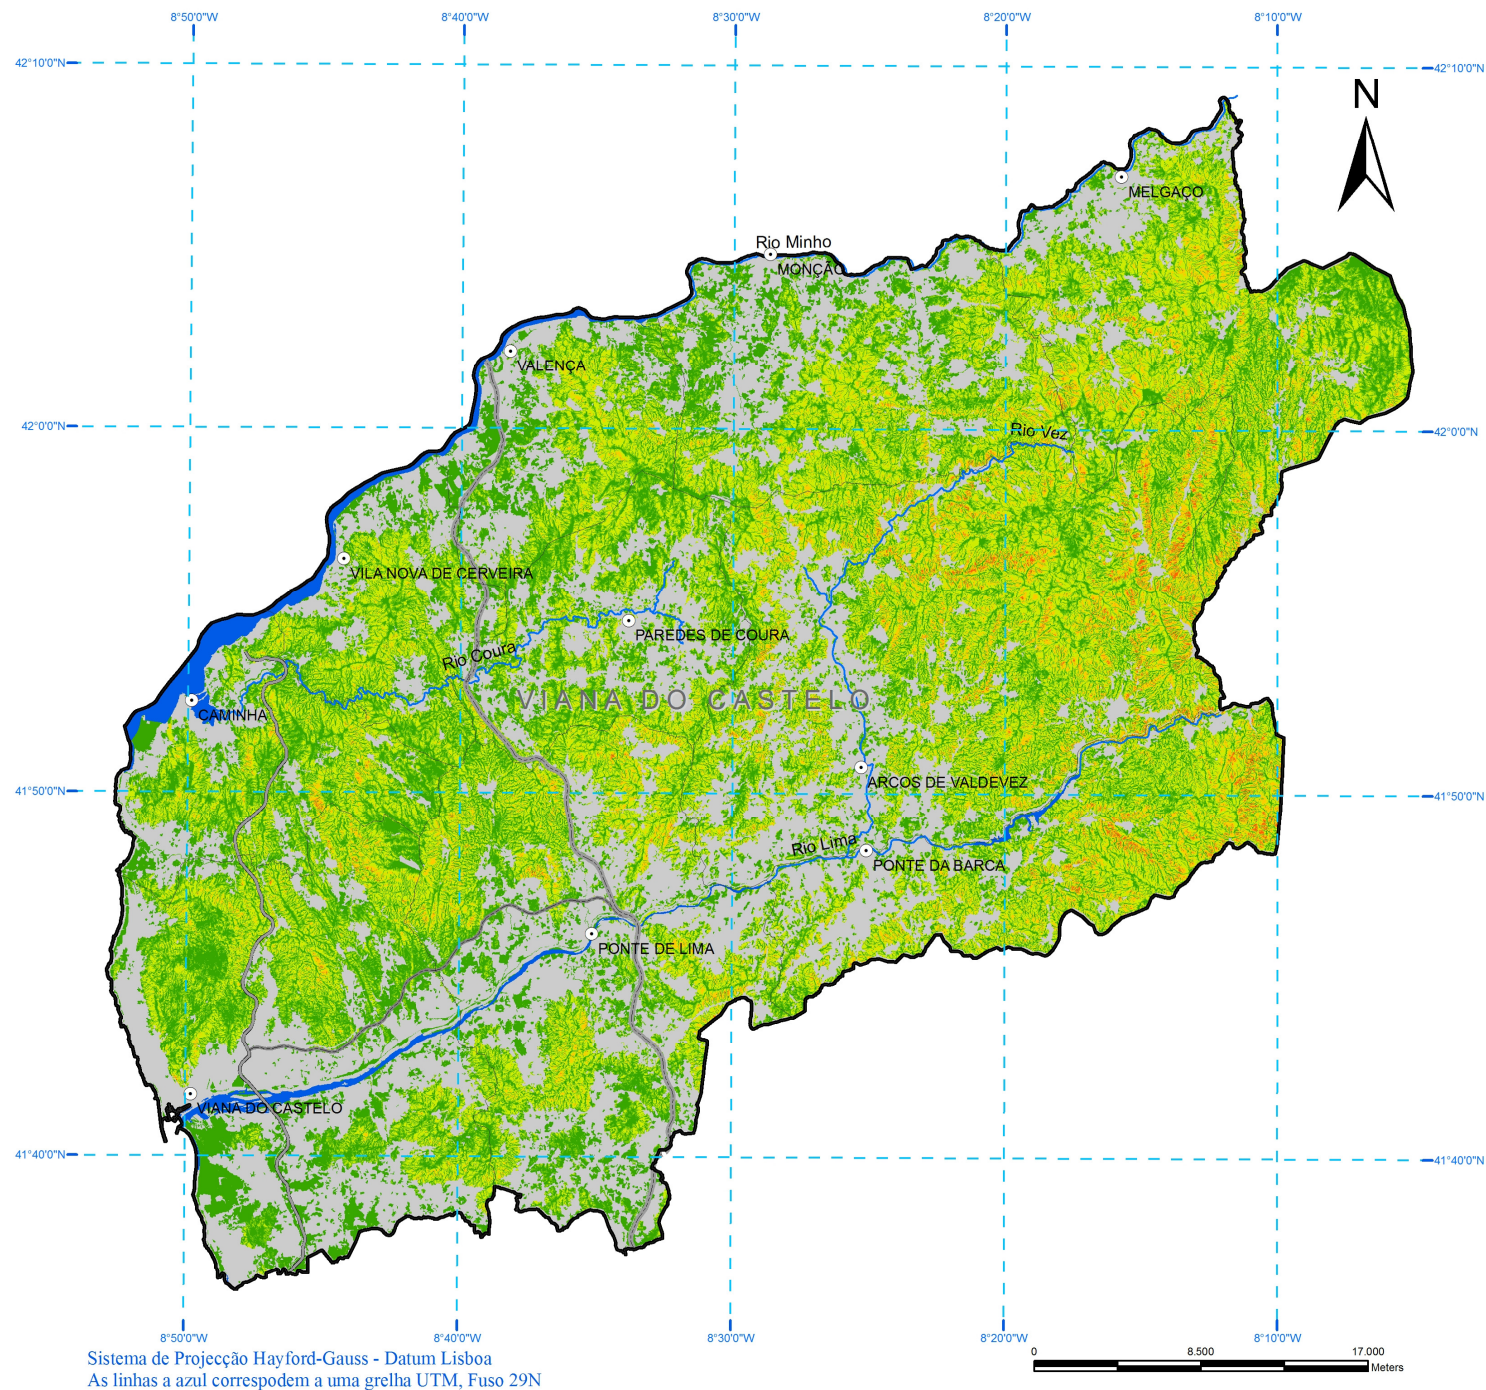 8°50'0"W
8°40'0"W
8°30'0"W
8°20'0"W
8°10'0"W
42°10'0"N
42°10'0"N
N
MELGAÇO
Rio Minho
MONÇÃO
VALENÇA
42°0'0"N
Rio Vez
42°0'0"N
VILA NOVA DE CERVEIRA
PAREDES DE COURA
Rio Coura
VIANA DO CASTELO
CAMINHA
ARCOS DE VALDEVEZ
41°50'0"N
41°50'0"N
Rio Lima
PONTE DA BARCA
PONTE DE LIMA
VIANA DO CASTELO
41°40'0"N
41°40'0"N
8°50'0"W
8°40'0"W
8°30'0"W
8°20'0"W
8°10'0"W
Sistema de Projecção Hayford-Gauss - Datum Lisboa
As linhas a azul correspodem a uma grelha UTM, Fuso 29N
0
8.500
17.000
Meters